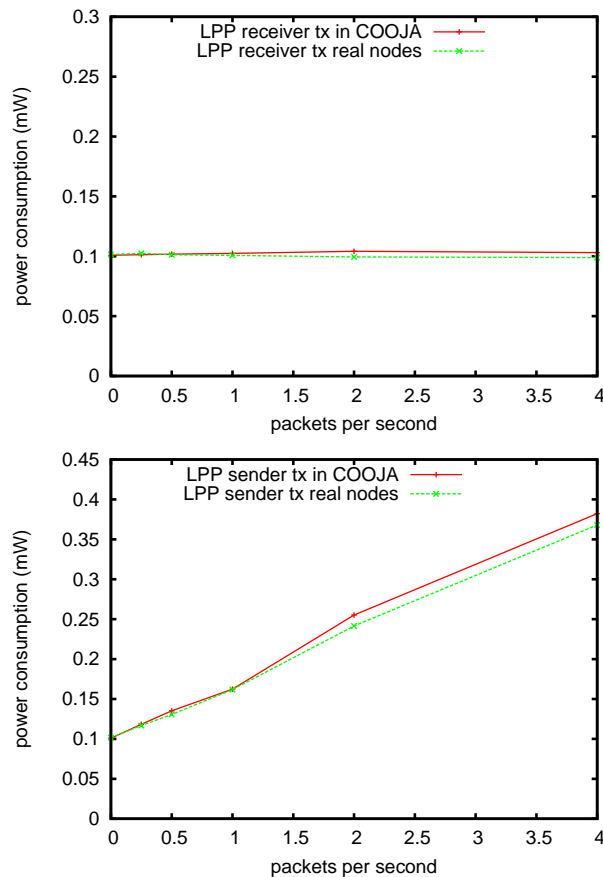 0.3
LPP receiver tx in COOJA
LPP receiver tx real nodes
0.25
0.2
0.15
0.1
0.05
0
power consumption (mW)
0 0.5 1 1.5 2 2.5 3 3.5 4
packets per second
0.45
LPP sender tx in COOJA
LPP sender tx real nodes
0.4
0.35
0.3
0.25
0.2
0.15
0.1
0.05
0
power consumption (mW)
0 0.5 1 1.5 2 2.5 3 3.5 4
packets per second